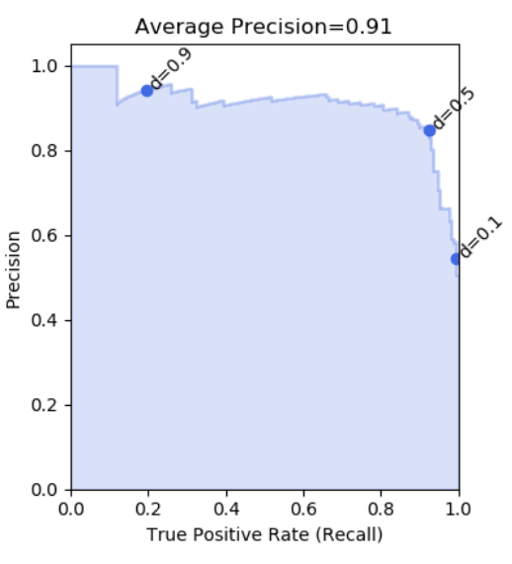 Average Precision=0.91
1.0
0.8
0.6
0.4
0.2
0.0
Precision
d=0.9
d=0.5
d=0.1
0.0 0.2 0.4 0.6 0.8 1.0
True Positive Rate (Recall)